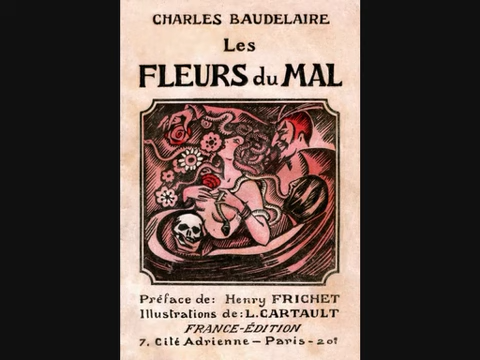 CHARLES BAUDELAIRE
Les
FLEURS du MAL
Préface de: Henry FRICHET
Illustrations de: L. CARTAULT
FRANCE-ÉDITION
7. Cité Adrienne — Paris - 20e